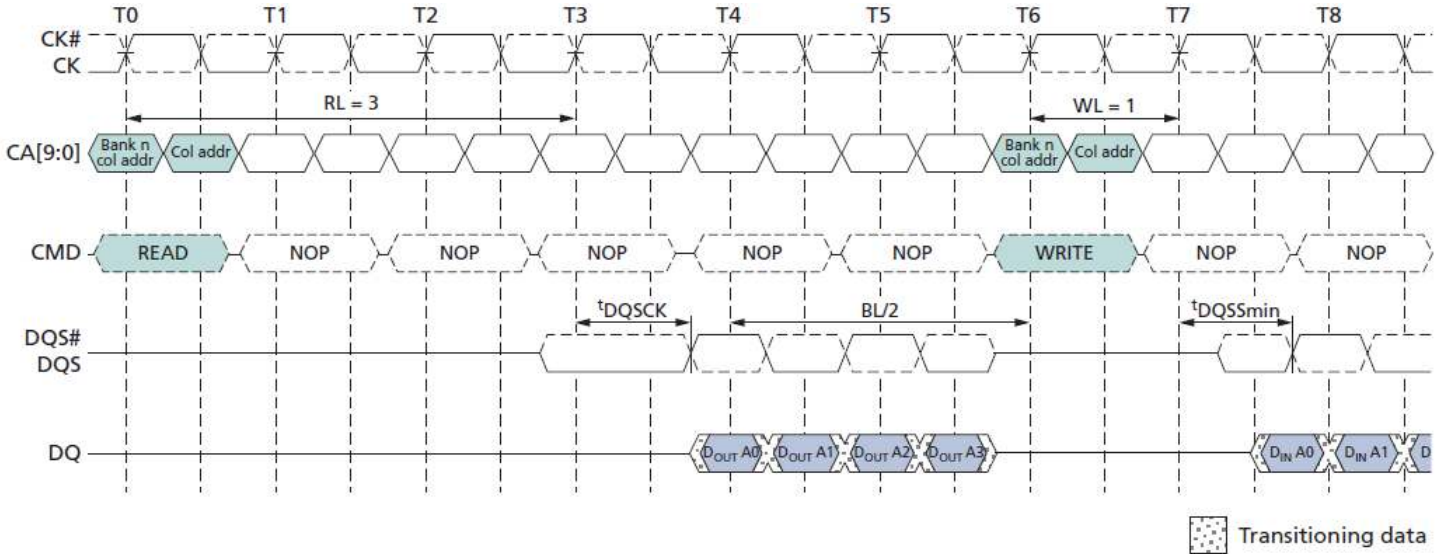 T0 T1 T2 T3 T4 T5 T6 T7 T8
CK#
CK
RL = 3 WL = 1
CA[9:0] Bank n col addr Col addr Bank n col addr Col addr
CMD READ NOP NOP NOP NOP NOP WRITE NOP NOP
tDQSCK BL/2 tDQSSmin
DQS#
DQS
DQ DOUT A0 DOUT A1 DOUT A2 DOUT A3 DIN A0 DIN A1 D
Transitioning data